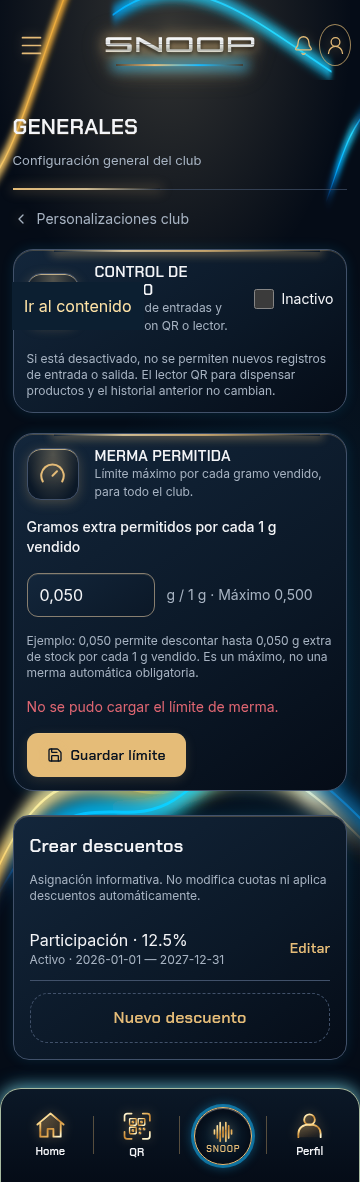 SNOOP
GENERALES
Configuración general del club
Personalizaciones club
CONTROL DE
O
Inactivo
Ir al contenido
de entradas y
on QR o lector.
Si está desactivado, no se permiten nuevos registros
de entrada o salida. El lector QR para dispensar
productos y el historial anterior no cambian.
MERMA PERMITIDA
Límite máximo por cada gramo vendido,
para todo el club.
Gramos extra permitidos por cada 1 g
vendido
0,050
g / 1 g · Máximo 0,500
Ejemplo: 0,050 permite descontar hasta 0,050 g extra
de stock por cada 1 g vendido. Es un máximo, no una
merma automática obligatoria.
No se pudo cargar el límite de merma.
Guardar límite
Crear descuentos
Asignación informativa. No modifica cuotas ni aplica
descuentos automáticamente.
Participación · 12.5%
Activo · 2026-01-01 — 2027-12-31
Editar
Nuevo descuento
Home
QR
SNOOP
Perfil